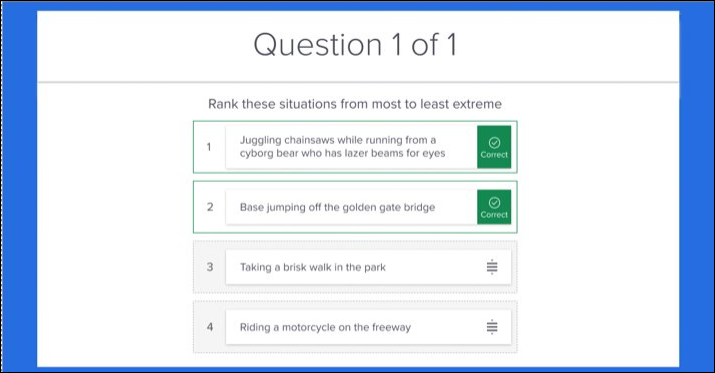 Question 1 of 1
Rank these situations from most to least extreme
1
Juggling chainsaws while running from a
cyborg bear who has lazer beams for eyes
Correct
2
Base jumping off the golden gate bridge
Correct
3
Taking a brisk walk in the park
4
Riding a motorcycle on the freeway